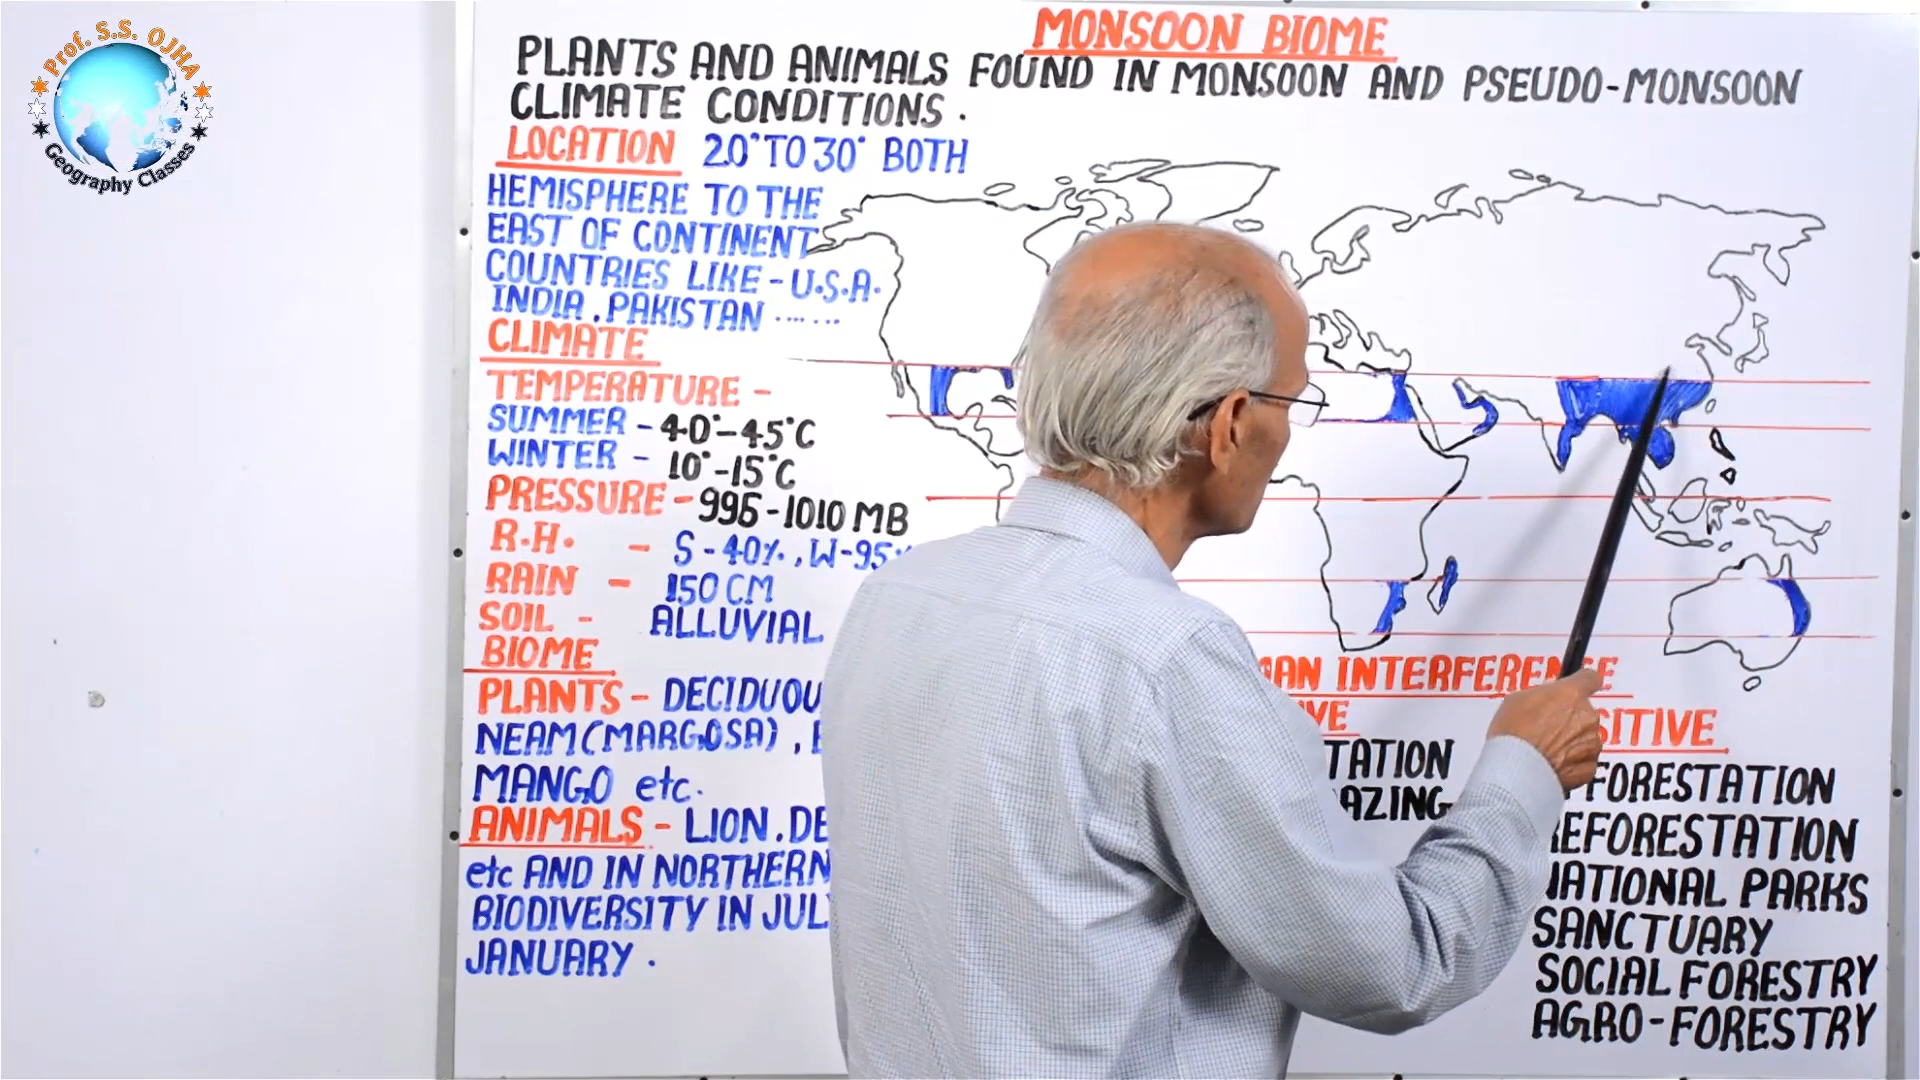 Prof. S.S. OJHA
Geography Classes
MONSOON BIOME
PLANTS AND ANIMALS FOUND IN MONSOON AND PSEUDO-MONSOON
CLIMATE CONDITIONS.
LOCATION 20° TO 30° BOTH
HEMISPHERE TO THE
EAST OF CONTINENT
COUNTRIES LIKE - U.S.A.
INDIA, PAKISTAN ......
CLIMATE
TEMPERATURE -
SUMMER - 40°-45°C
WINTER - 10°-15°C
PRESSURE - 996-1010 MB
R.H. - S-40%, W-95%
RAIN - 150 CM
SOIL - ALLUVIAL
BIOME
PLANTS - DECIDUOU
NEAM (MARGOSA),
MANGO etc.
ANIMALS - LION, DE
etc AND IN NORTHERN
BIODIVERSITY IN JUL
JANUARY.
AN INTERFERENCE
IVE
SITIVE
TATION
AZING
FFORESTATION
REFORESTATION
NATIONAL PARKS
SANCTUARY
SOCIAL FORESTRY
AGRO-FORESTRY